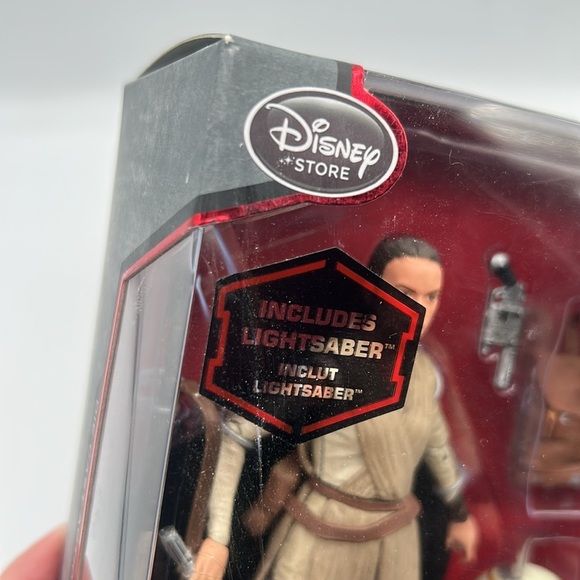 Disney
STORE
INCLUDES
LIGHTSABER™
INCLUT
LIGHTSABER™